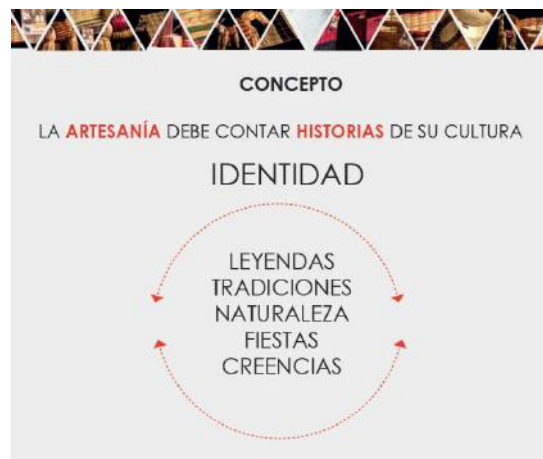 CONCEPTO
LA ARTESANÍA DEBE CONTAR HISTORIAS DE SU CULTURA
IDENTIDAD
LEYENDAS
TRADICIONES
NATURALEZA
FIESTAS
CREENCIAS